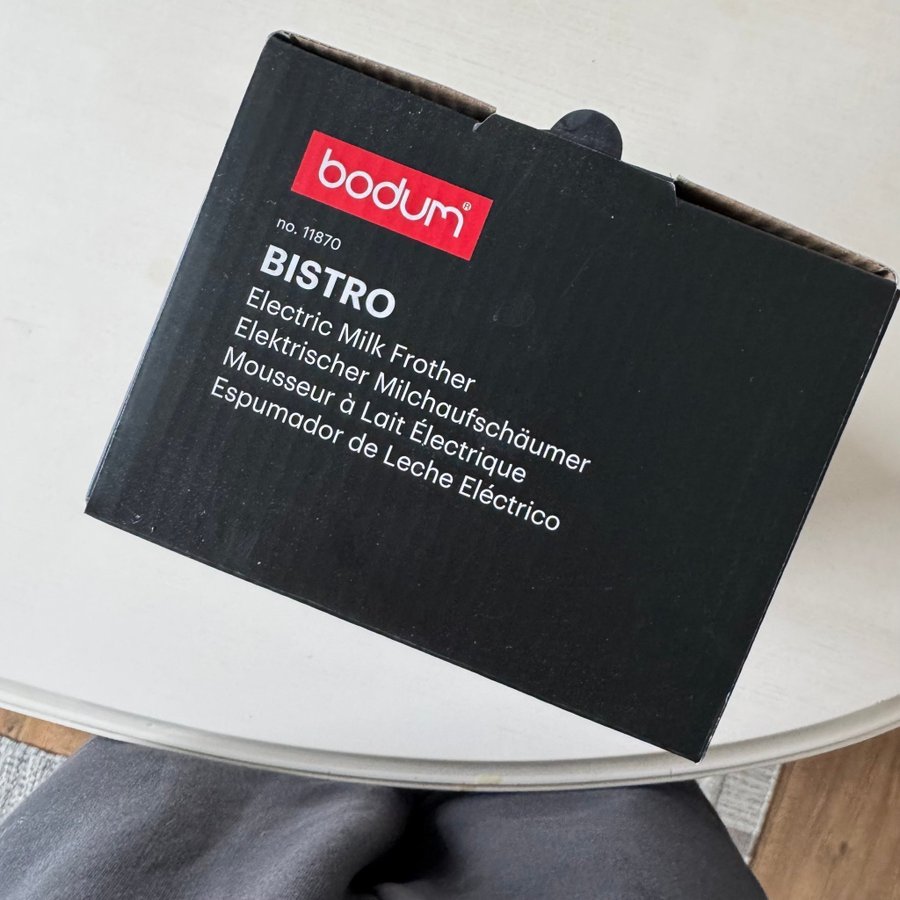 bodum®
no. 11870
BISTRO
Electric Milk Frother
Elektrischer Milchaufschäumer
Mousseur à Lait Électrique
Espumador de Leche Eléctrico